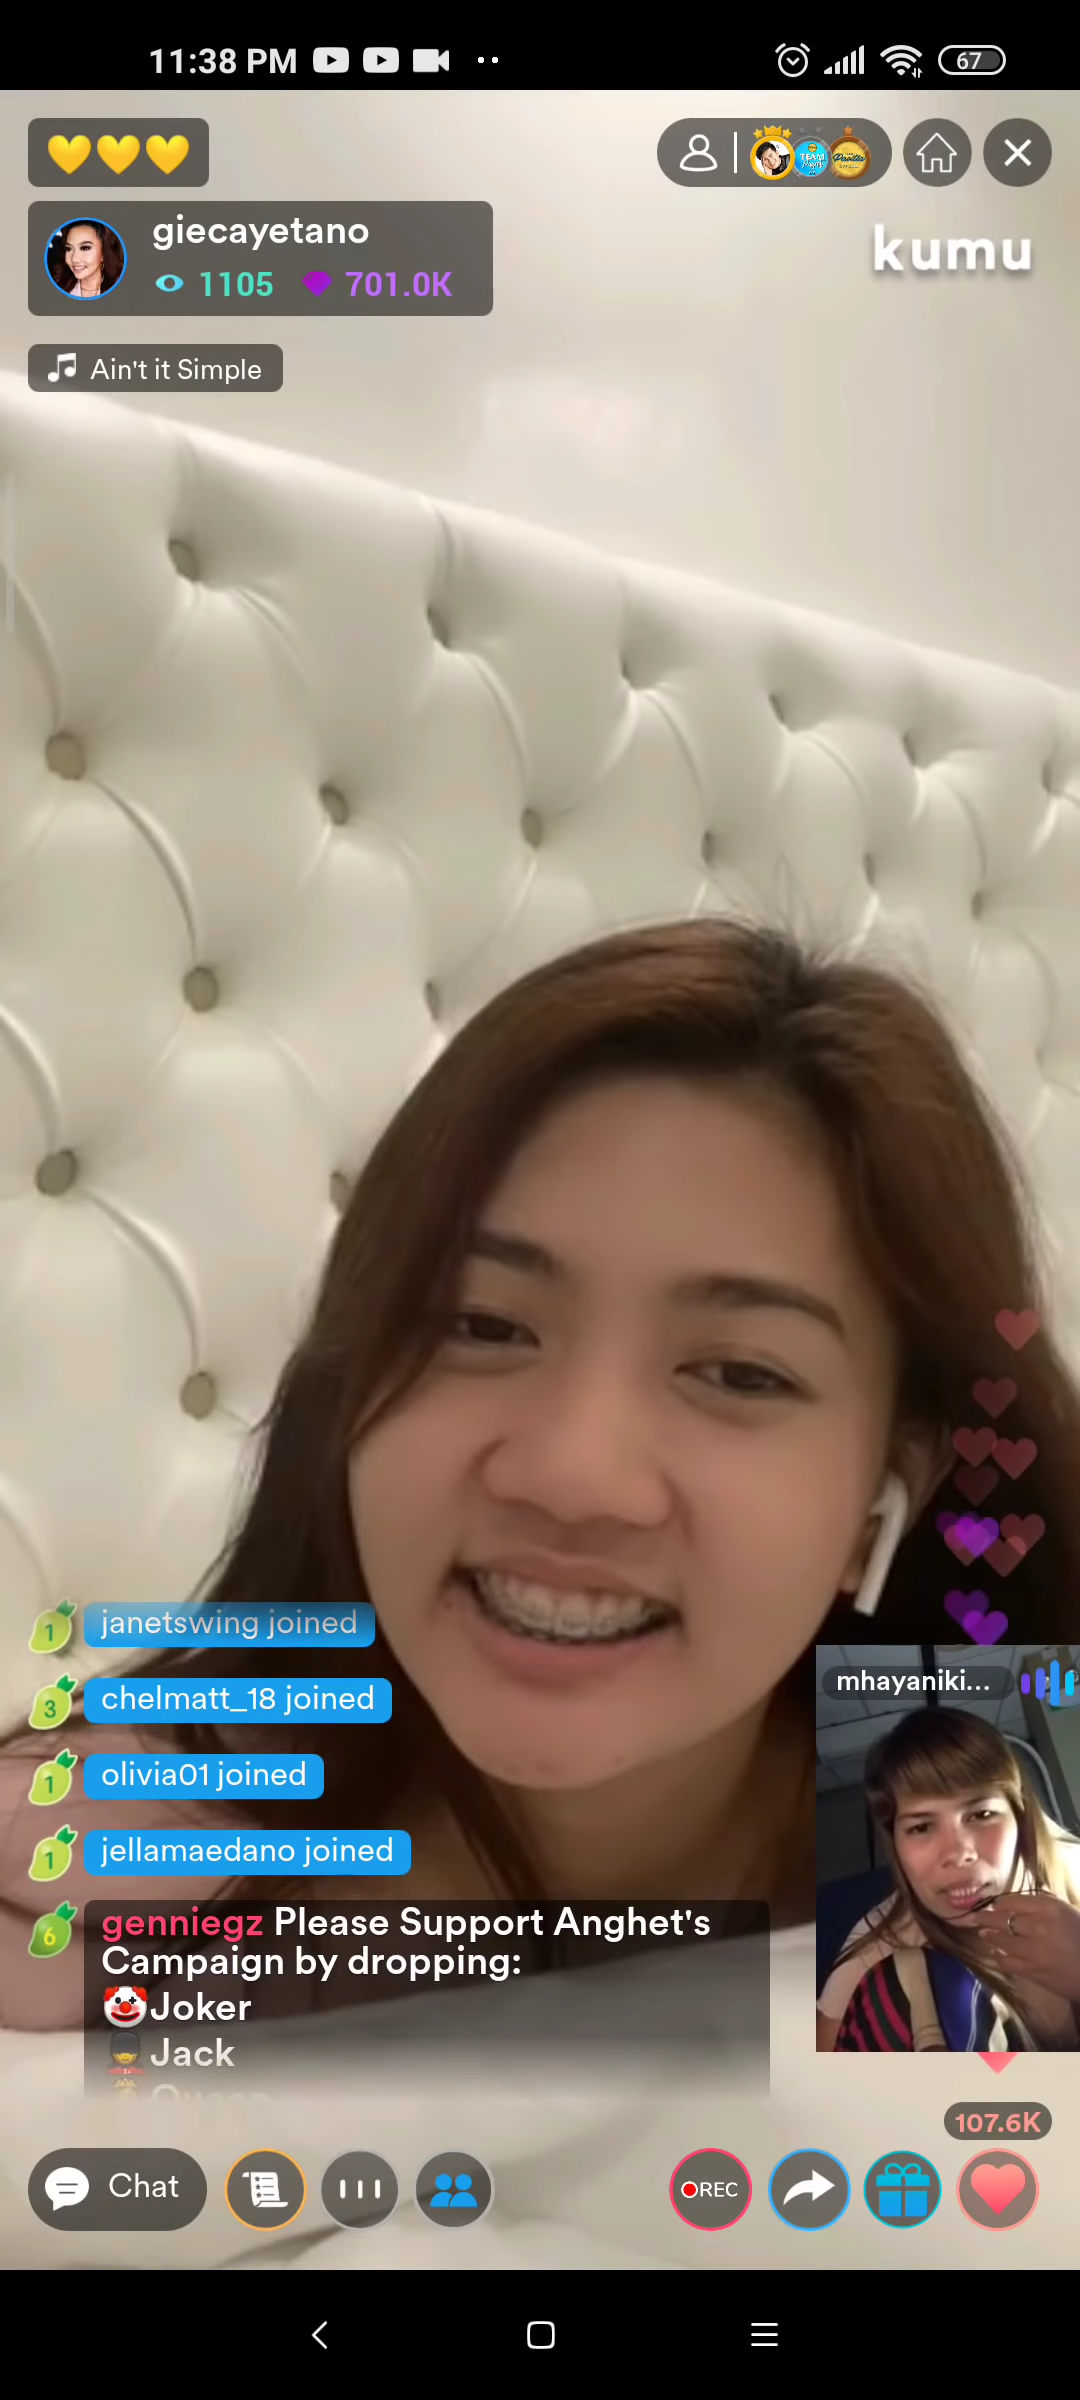 11:38 PM
67
TEAM
giecayetano
1105 701.0K
kumu
Ain't it Simple
1 janetswing joined
mhayaniki...
3 chelmatt_18 joined
1 olivia01 joined
1 jellamaedano joined
6 genniegz Please Support Anghet's
Campaign by dropping:
Joker
Jack
Queen
107.6K
Chat
REC